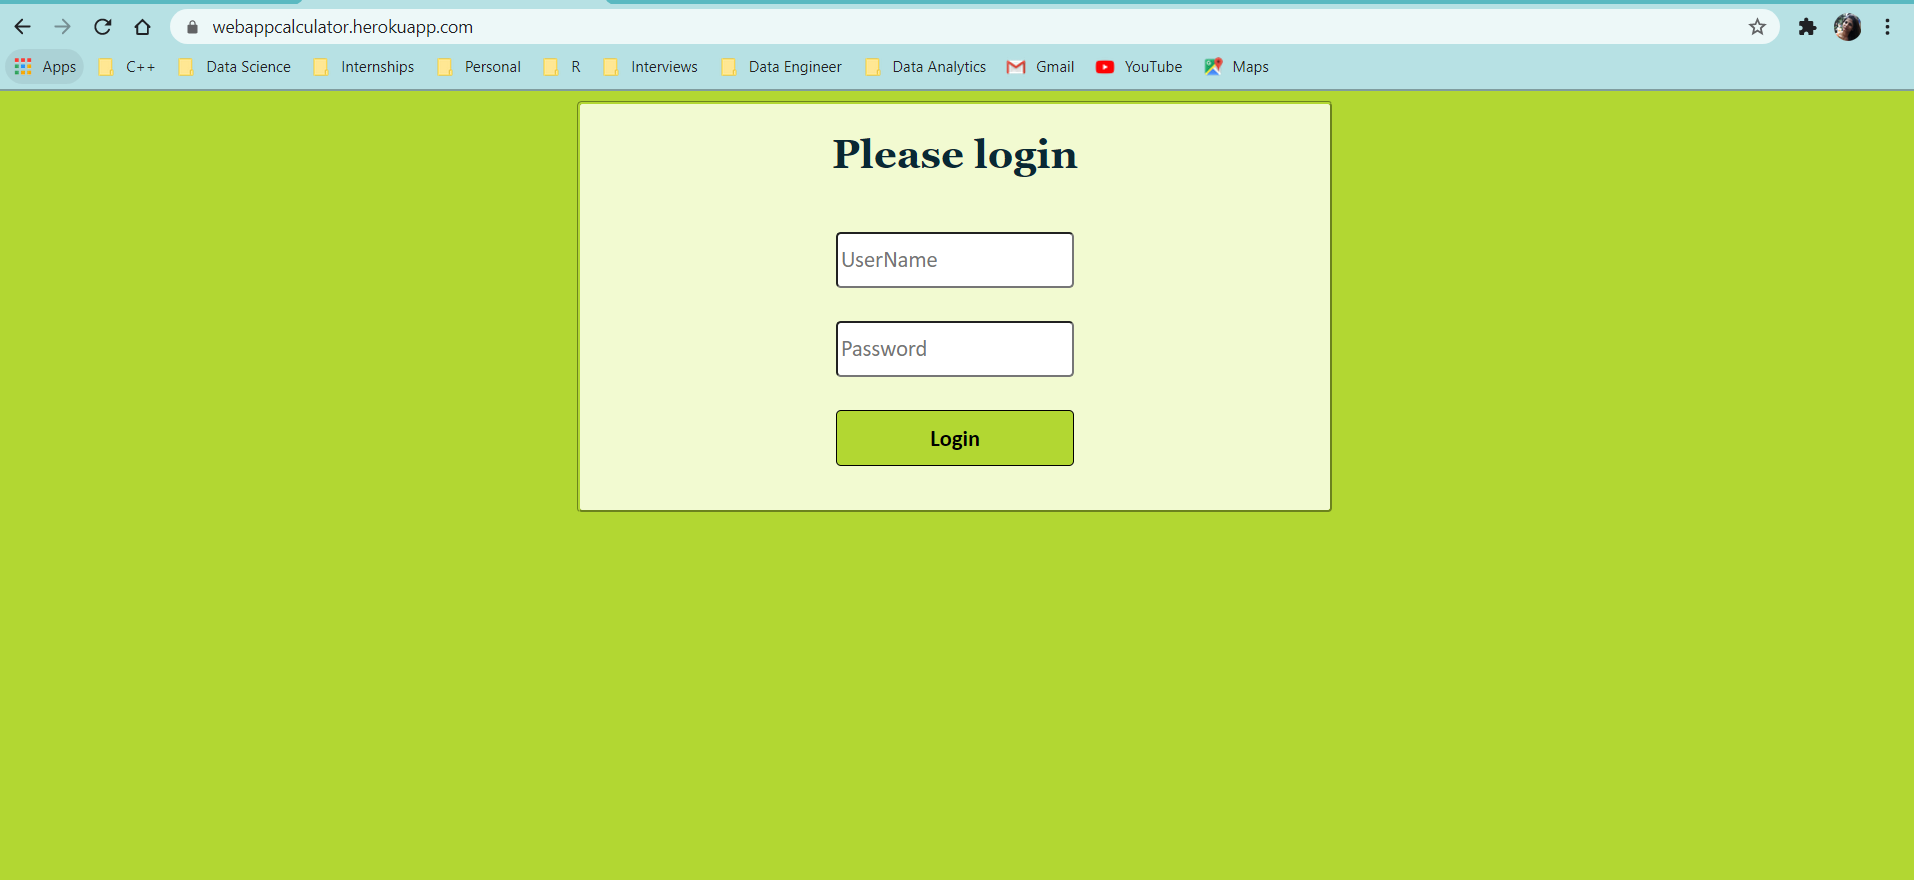 webappcalculator.herokuapp.com
Apps C++ Data Science Internships Personal R Interviews Data Engineer Data Analytics Gmail YouTube Maps
Please login
UserName
Password
Login